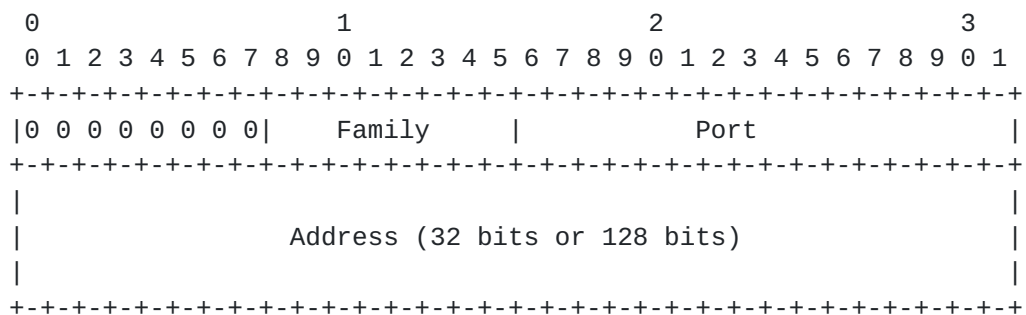 0                   1                   2                   3
 0 1 2 3 4 5 6 7 8 9 0 1 2 3 4 5 6 7 8 9 0 1 2 3 4 5 6 7 8 9 0 1
+-+-+-+-+-+-+-+-+-+-+-+-+-+-+-+-+-+-+-+-+-+-+-+-+-+-+-+-+-+-+-+-+
|0 0 0 0 0 0 0 0|    Family     |           Port                |
+-+-+-+-+-+-+-+-+-+-+-+-+-+-+-+-+-+-+-+-+-+-+-+-+-+-+-+-+-+-+-+-+
|                                                               |
|                 Address (32 bits or 128 bits)                 |
|                                                               |
+-+-+-+-+-+-+-+-+-+-+-+-+-+-+-+-+-+-+-+-+-+-+-+-+-+-+-+-+-+-+-+-+